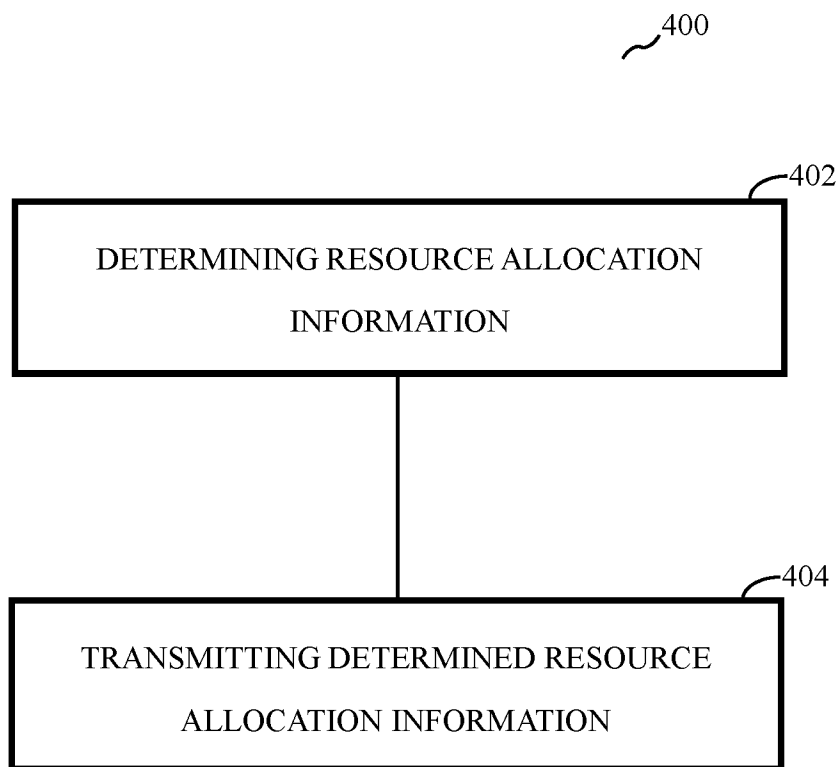 400
402
DETERMINING RESOURCE ALLOCATION
INFORMATION
404
TRANSMITTING DETERMINED RESOURCE
ALLOCATION INFORMATION